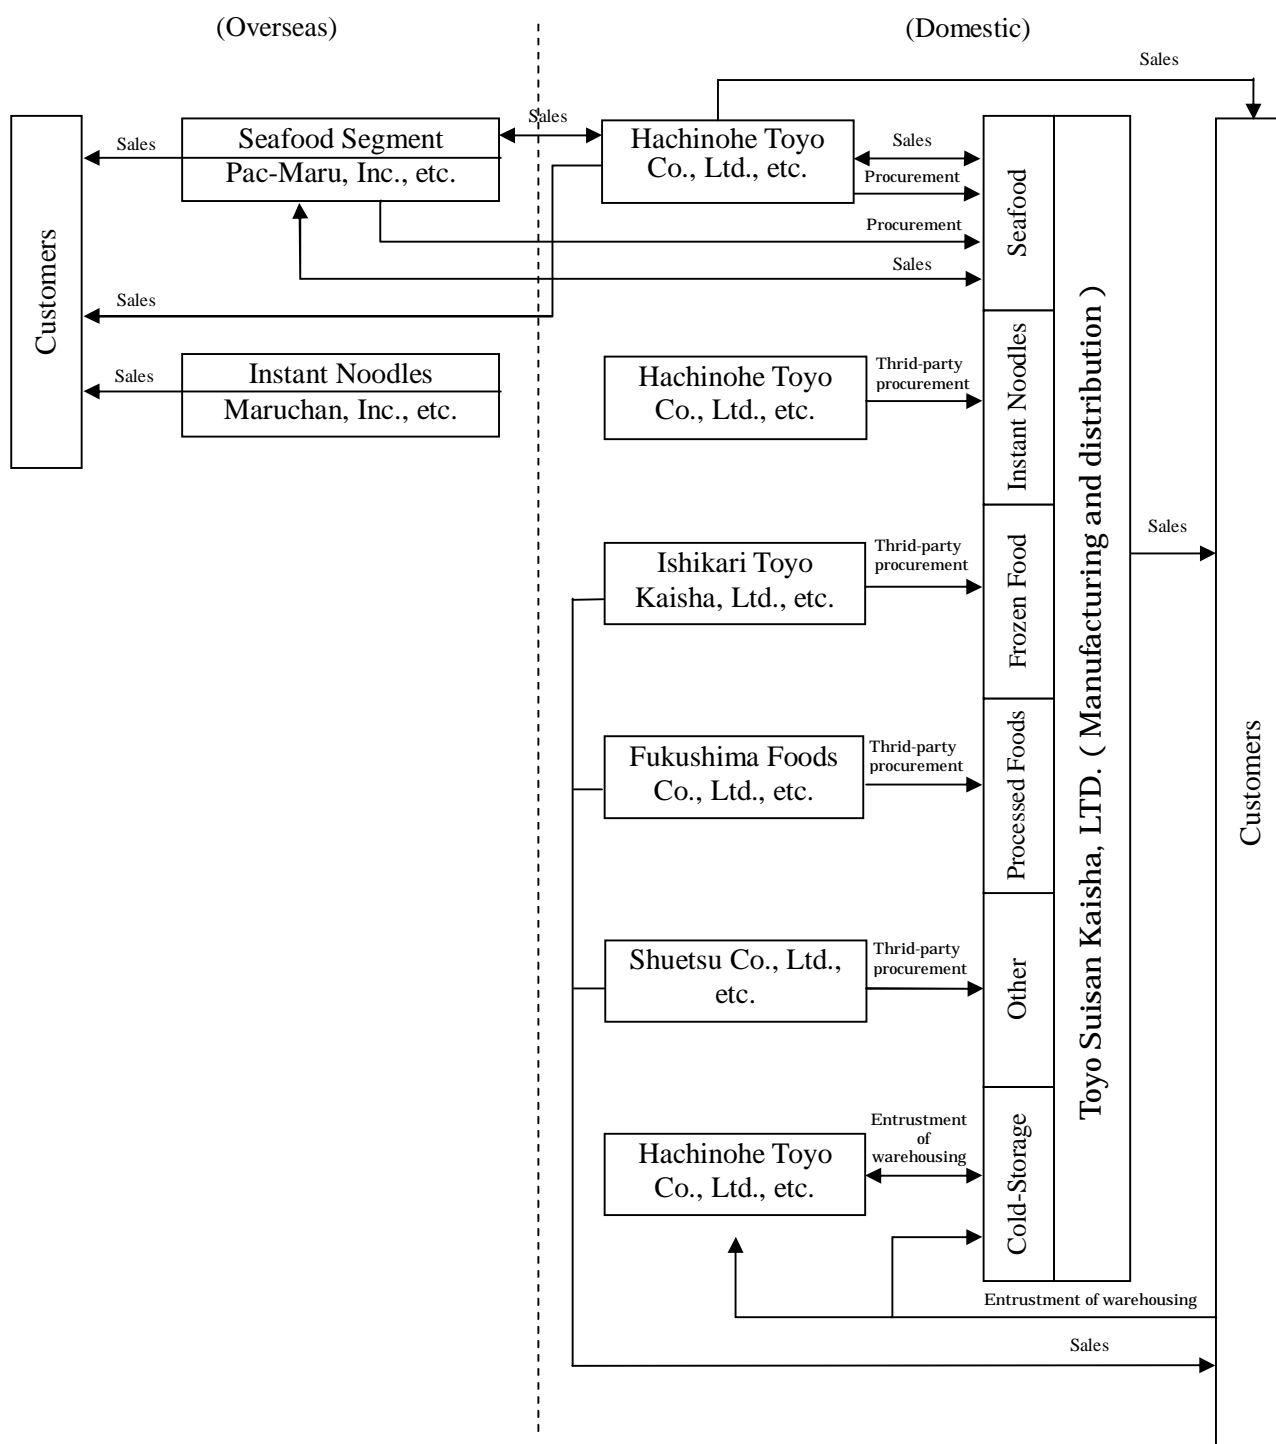 (Overseas)
(Domestic)
Sales
Sales
Sales
Seafood Segment
Pac-Maru, Inc., etc.
Hachinohe Toyo
Co., Ltd., etc.
Sales
Procurement
Procurement
Sales
Sales
Seafood
Customers
Sales
Instant Noodles
Maruchan, Inc., etc.
Hachinohe Toyo
Co., Ltd., etc.
Thrid-party
procurement
Instant Noodles
Ishikari Toyo
Kaisha, Ltd., etc.
Thrid-party
procurement
Frozen Food
Sales
Fukushima Foods
Co., Ltd., etc.
Thrid-party
procurement
Processed Foods
Toyo Suisan Kaisha, LTD. ( Manufacturing and distribution )
Customers
Shuetsu Co., Ltd.,
etc.
Thrid-party
procurement
Other
Hachinohe Toyo
Co., Ltd., etc.
Entrustment
of
warehousing
Cold-Storage
Entrustment of warehousing
Sales